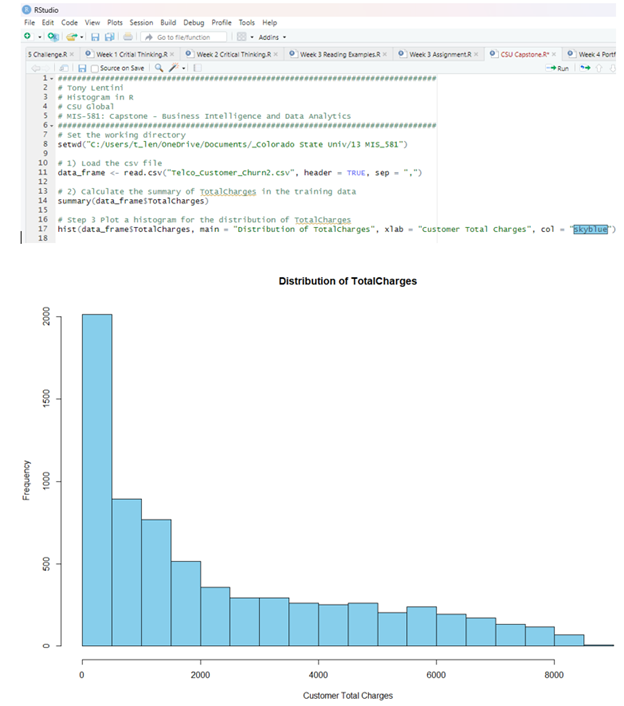 RStudio
File Edit Code View Plots Session Build Debug Profile Tools Help
Go to file/function Addins
5 Challenge.R Week 1 Critial Thinking.R Week 2 Critical Thinking.R Week 3 Reading Examples.R Week 3 Assignment.R CSU Capstone.R* Week 4 Portf
Source on Save Run
1 ################################################################################
2 # Tony Lentini
3 # Histogram in R
4 # CSU Global
5 # MIS-581: Capstone - Business Intelligence and Data Analytics
6 ################################################################################
7 # Set the working directory
8 setwd("C:/Users/t_len/OneDrive/Documents/_Colorado State Univ/13 MIS_581")
9
10 # 1) Load the csv file
11 data_frame <- read.csv("Telco_Customer_Churn2.csv", header = TRUE, sep = ",")
12
13 # 2) Calculate the summary of TotalCharges in the training data
14 summary(data_frame$TotalCharges)
15
16 # Step 3 Plot a histogram for the distribution of TotalCharges
17 hist(data_frame$TotalCharges, main = "Distribution of TotalCharges", xlab = "Customer Total Charges", col = "skyblue")
18
Distribution of TotalCharges
2000
1500
1000
500
0
Frequency
0 2000 4000 6000 8000
Customer Total Charges